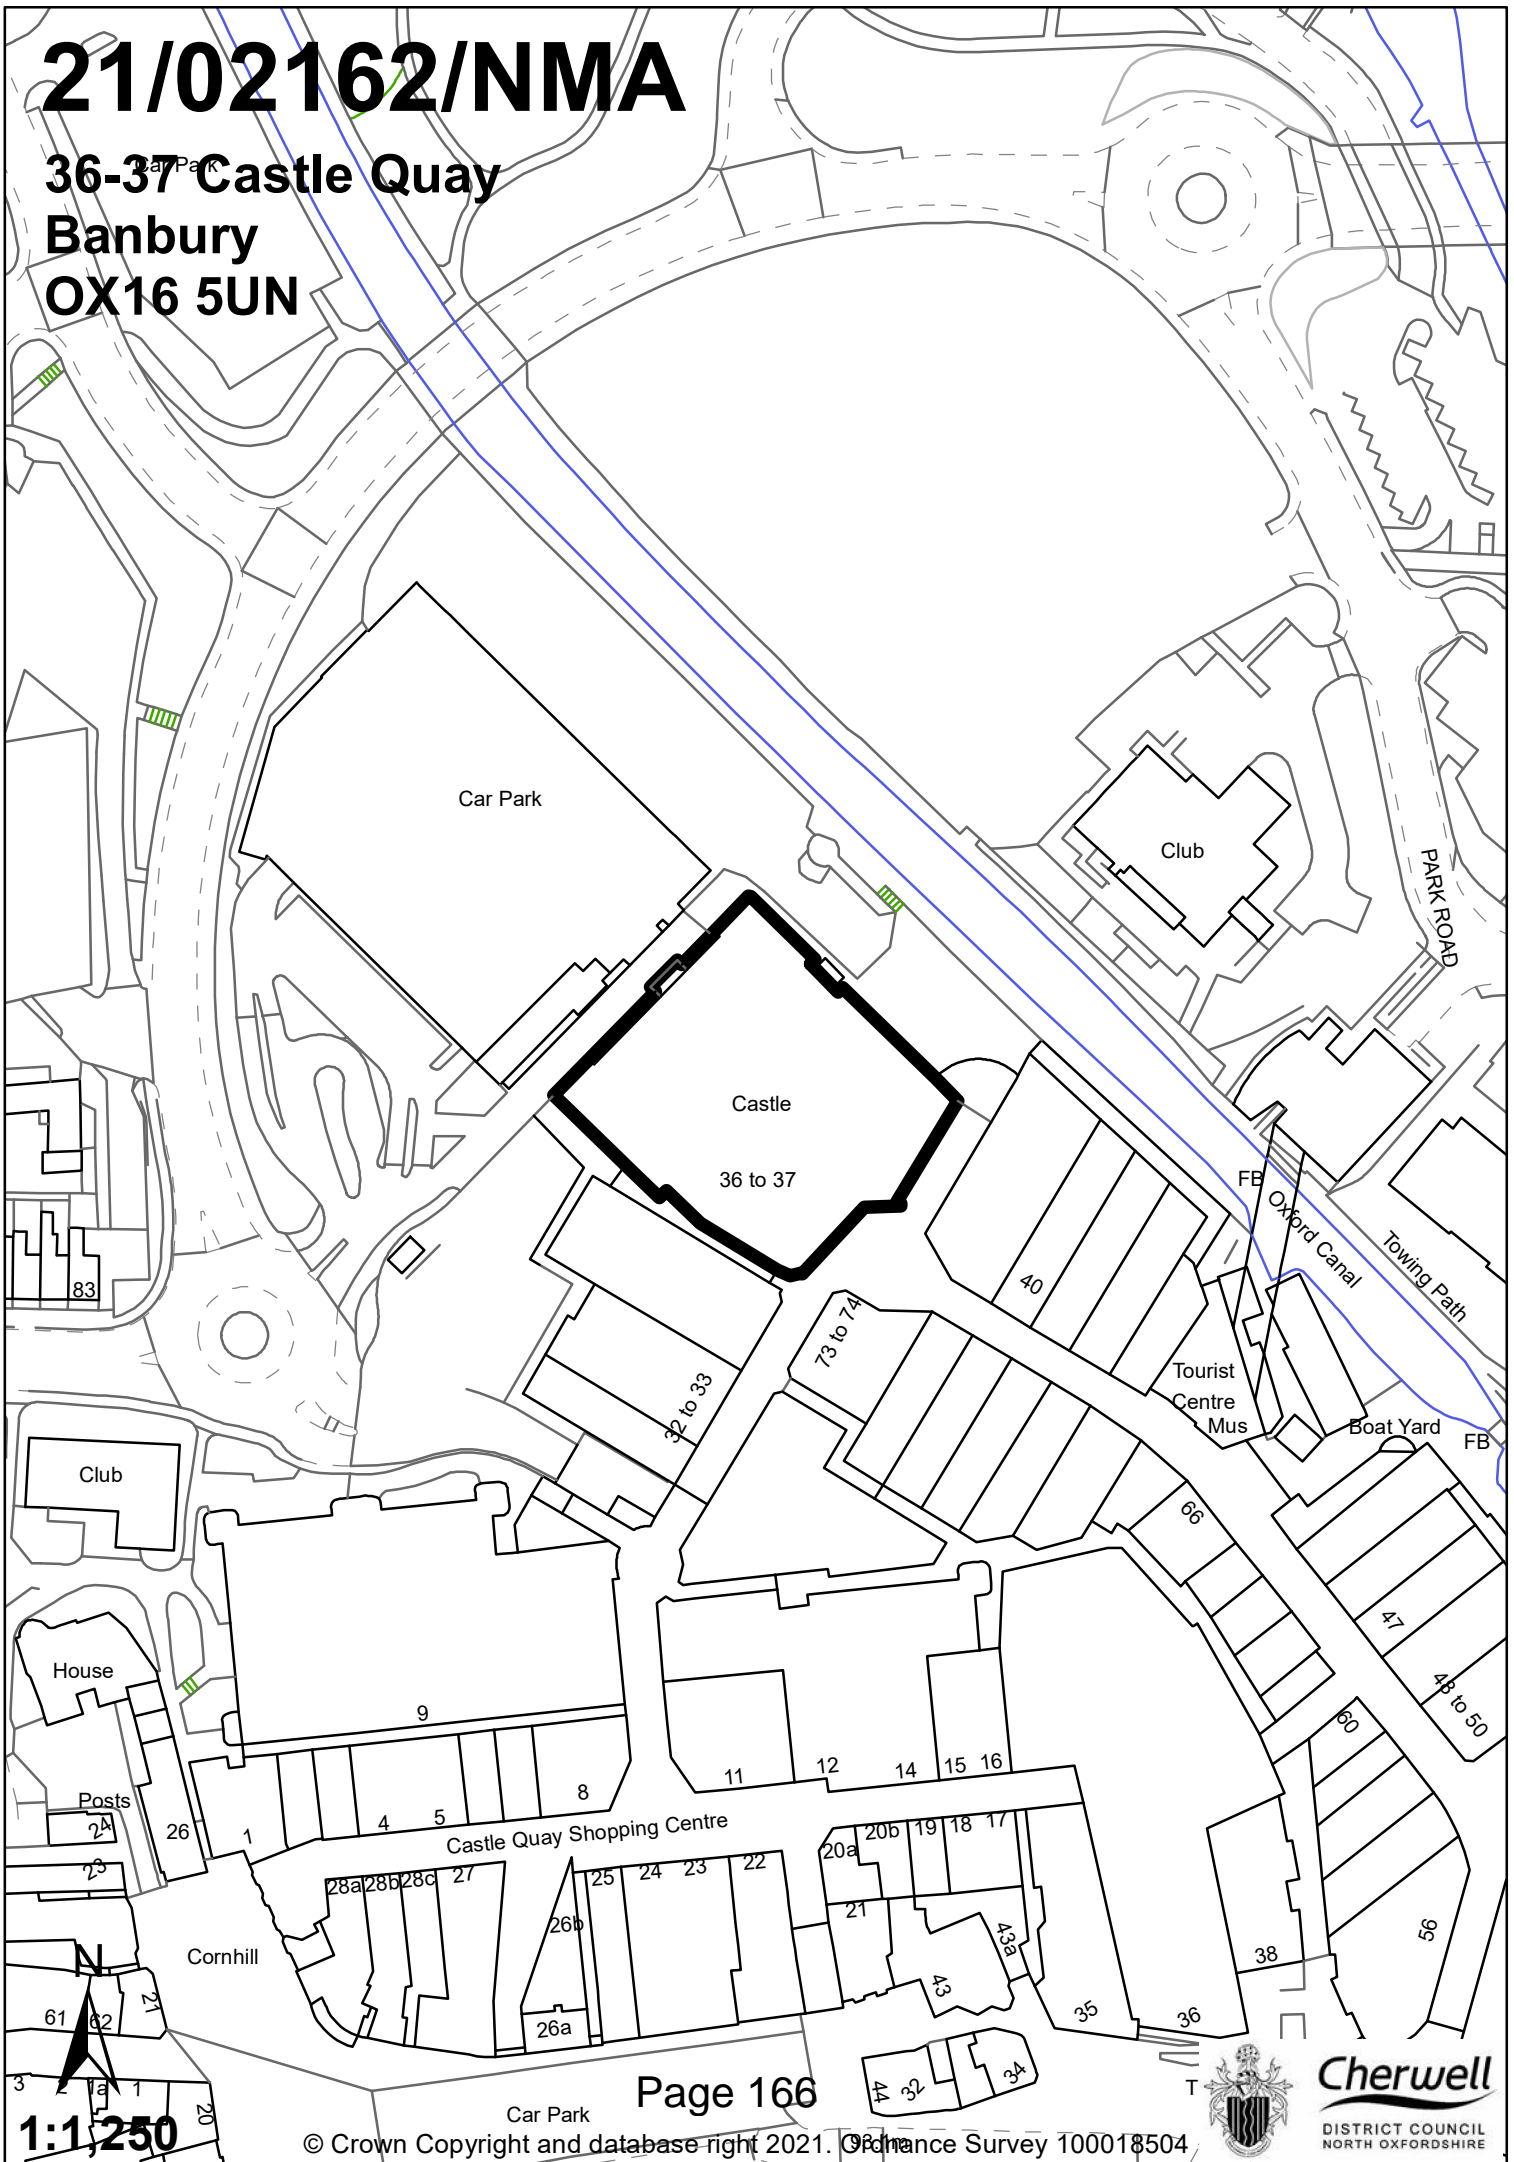 21/02162/NMA
Car Park
36-37 Castle Quay
Banbury
OX16 5UN
Car Park
Club
PARK ROAD
Castle
36 to 37
FB
Oxford Canal
Towing Path
83
40
73 to 74
32 to 33
Tourist
Centre
Mus
Boat Yard
FB
Club
66
47
House
48 to 50
9
60
11
12
14
15
16
8
Posts
24
26
1
4
5
Castle Quay Shopping Centre
20a
20b
19
18
17
23
28a
28b
28c
27
25
24
23
22
26b
21
43a
56
Cornhill
38
N
43
21
61
62
26a
35
36
3
2
1a
1
20
44
32
34
T
Page 166
Car Park
1:1,250
93.1m
© Crown Copyright and database right 2021. Ordnance Survey 100018504
Cherwell
DISTRICT COUNCIL
NORTH OXFORDSHIRE